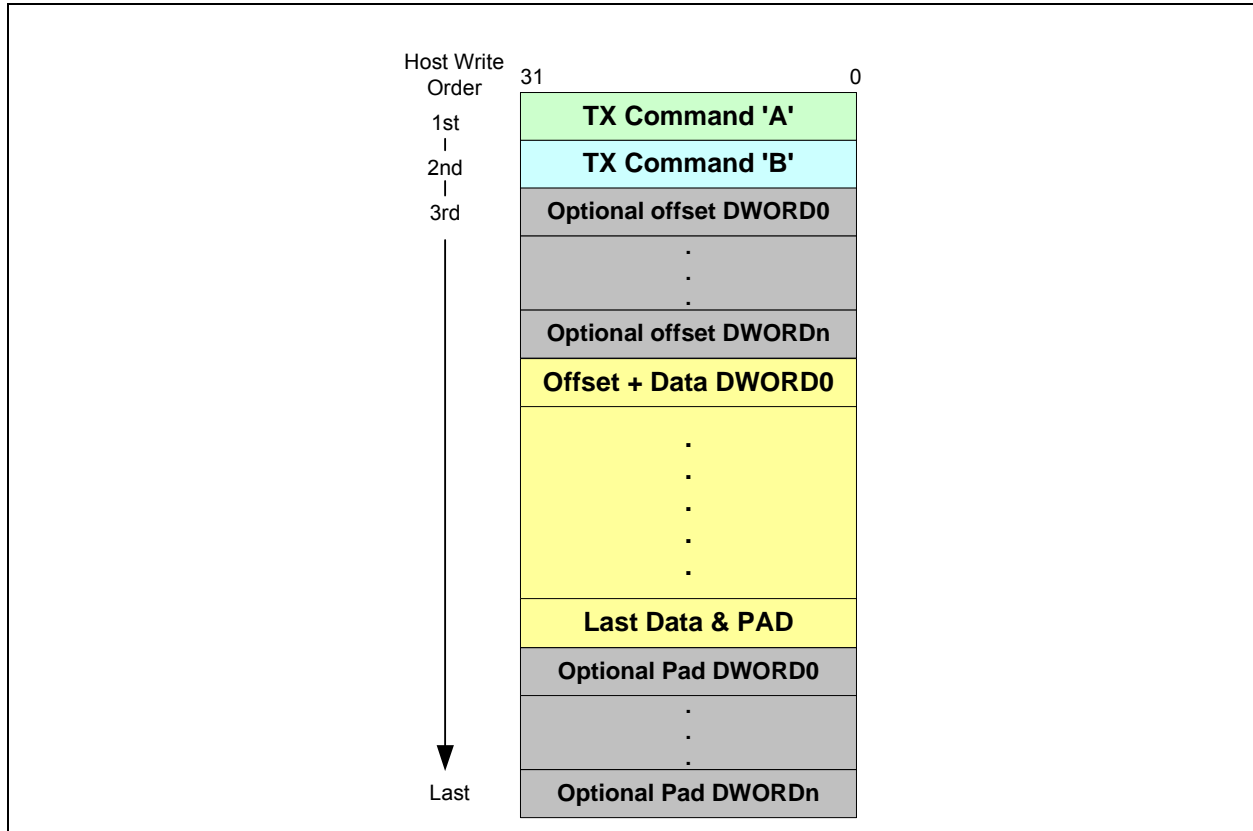 Host Write
Order
31 0
1st
TX Command 'A'
2nd
TX Command 'B'
3rd
Optional offset DWORD0
.
.
.
Optional offset DWORDn
Offset + Data DWORD0
.
.
.
.
.
Last Data & PAD
Optional Pad DWORD0
.
.
.
Last
Optional Pad DWORDn